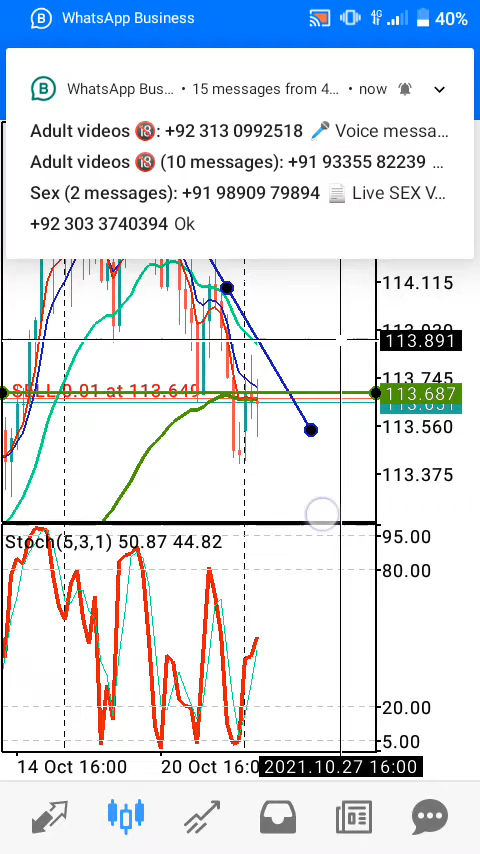 WhatsApp Business 4G 40%
WhatsApp Bus... • 15 messages from 4... • now
Adult videos 🔞: +92 313 0992518 🎤 Voice messa...
Adult videos 🔞 (10 messages): +91 93355 82239 ...
Sex (2 messages): +91 98909 79894 📄 Live SEX V...
+92 303 3740394 Ok
114.115
113.891
113.745
SELL 0.01 at 113.649
113.687
113.560
113.375
Stoch(5,3,1) 50.87 44.82
95.00
80.00
20.00
5.00
14 Oct 16:00 20 Oct 16:0 2021.10.27 16:00